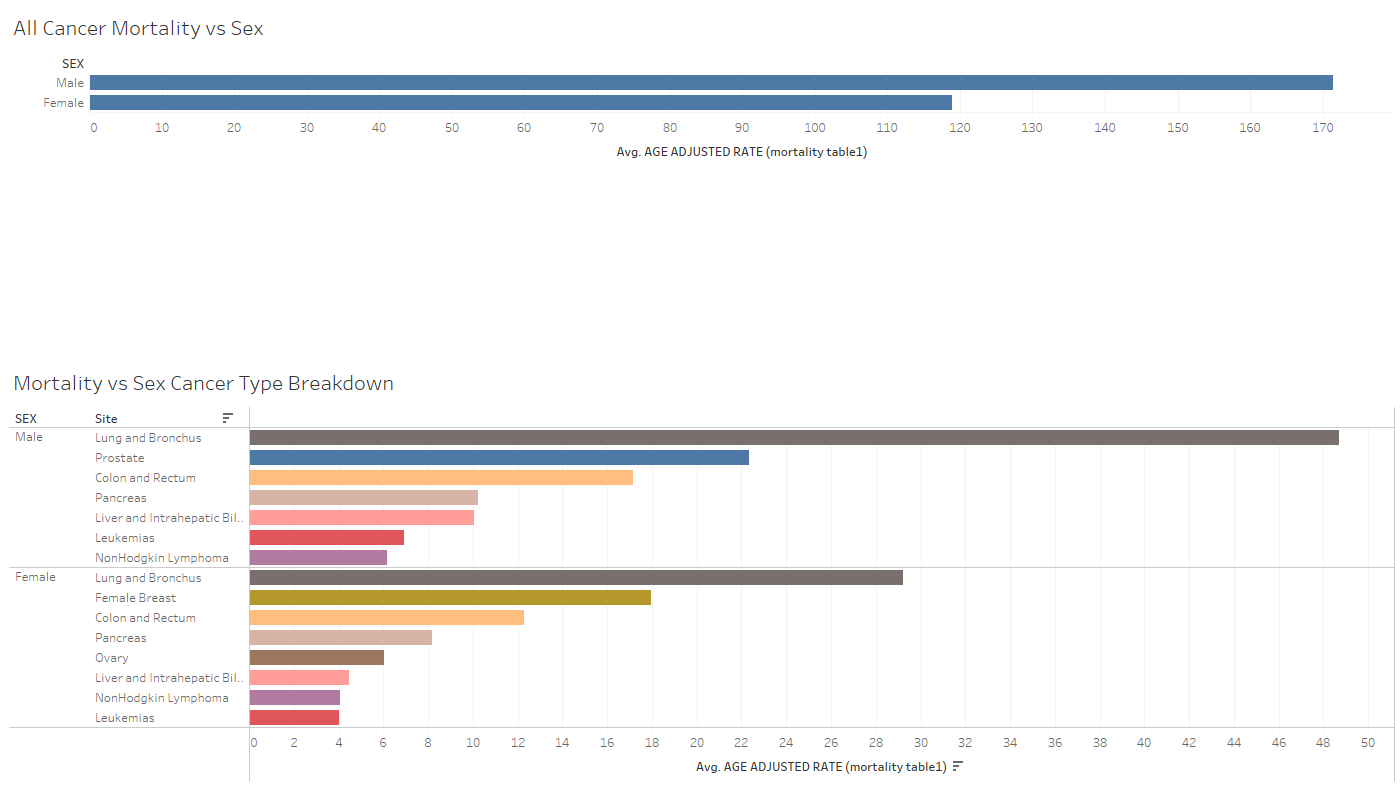 All Cancer Mortality vs Sex
SEX
Male
Female
0 10 20 30 40 50 60 70 80 90 100 110 120 130 140 150 160 170
Avg. AGE ADJUSTED RATE (mortality table1)
Mortality vs Sex Cancer Type Breakdown
SEX Site
Male Lung and Bronchus
Prostate
Colon and Rectum
Pancreas
Liver and Intrahepatic Bil..
Leukemias
NonHodgkin Lymphoma
Female Lung and Bronchus
Female Breast
Colon and Rectum
Pancreas
Ovary
Liver and Intrahepatic Bil..
NonHodgkin Lymphoma
Leukemias
0 2 4 6 8 10 12 14 16 18 20 22 24 26 28 30 32 34 36 38 40 42 44 46 48 50
Avg. AGE ADJUSTED RATE (mortality table1)